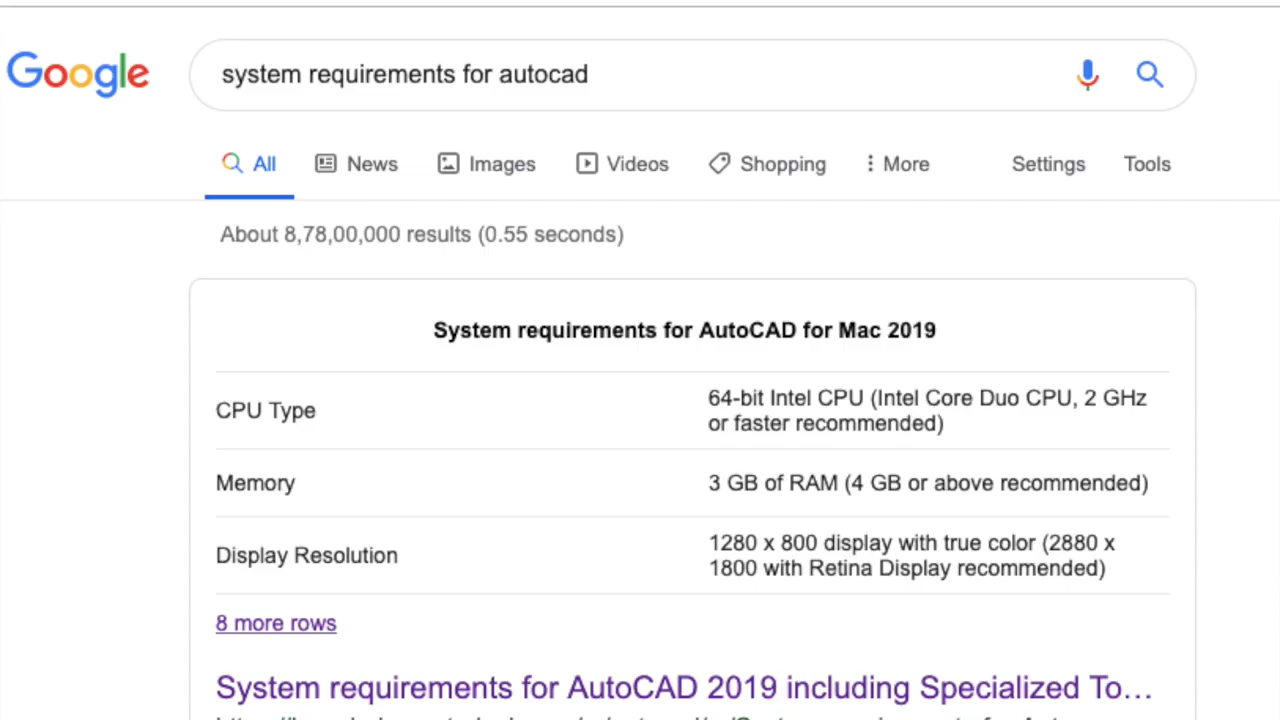 Google
system requirements for autocad
All News Images Videos Shopping More Settings Tools
About 8,78,00,000 results (0.55 seconds)
System requirements for AutoCAD for Mac 2019
CPU Type
64-bit Intel CPU (Intel Core Duo CPU, 2 GHz
or faster recommended)
Memory
3 GB of RAM (4 GB or above recommended)
Display Resolution
1280 x 800 display with true color (2880 x
1800 with Retina Display recommended)
8 more rows
System requirements for AutoCAD 2019 including Specialized To...